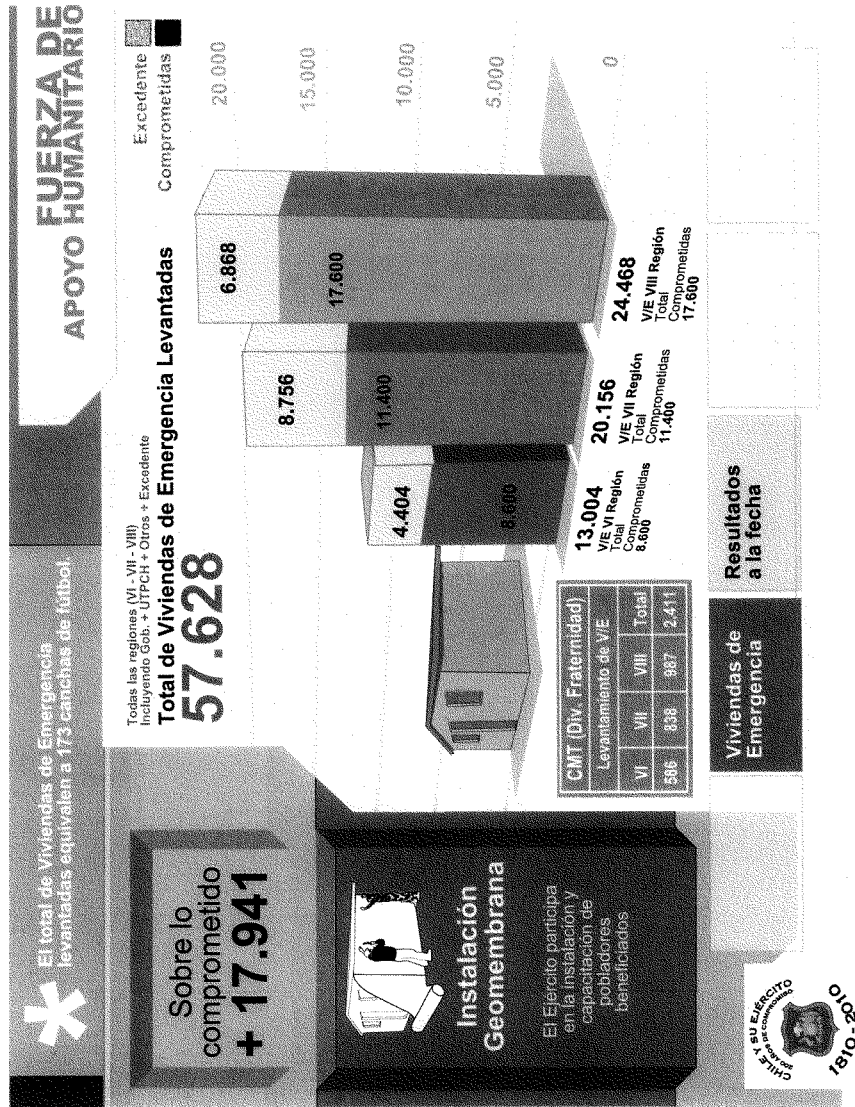 El total de Viviendas de Emergencia
levantadas equivalen a 173 canchas de fútbol.
FUERZA DE
APOYO HUMANITARIO
Sobre lo
comprometido
+ 17.941
Instalación
Geomembrana
El Ejercito participa
en la instalación y
capacitación de
pobladores
beneficiados
Todas las regiones (VI - VII - VIII)
Incluyendo Gob. + UTPCH + Otros + Excedente
Total de Viviendas de Emergencia Levantadas
57.628
Excedente
Comprometidas
20.000
15.000
10.000
5.000
0
4.404
8.600
8.756
11.400
6.868
17.600
13.004
V/E VI Región
Total
Comprometidas
8.600
20.156
V/E VII Región
Total
Comprometidas
11.400
24.468
V/E VIII Región
Total
Comprometidas
17.600
CMT (Div. Fraternidad)
Levantamiento de V/E
VI VII VIII Total
586 838 987 2.411
Viviendas de
Emergencia
Resultados
a la fecha
CHILE Y SU EJÉRCITO
200 AÑOS DE COMPROMISO
1810-2010